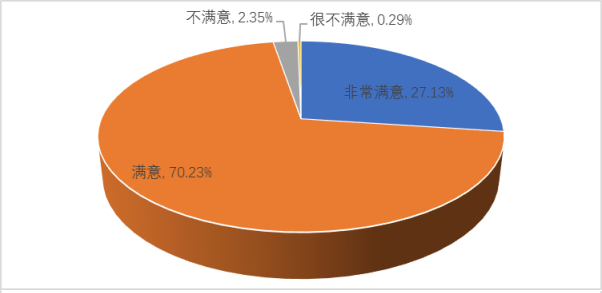 不满意, 2.35%
很不满意, 0.29%
非常满意, 27.13%
满意, 70.23%